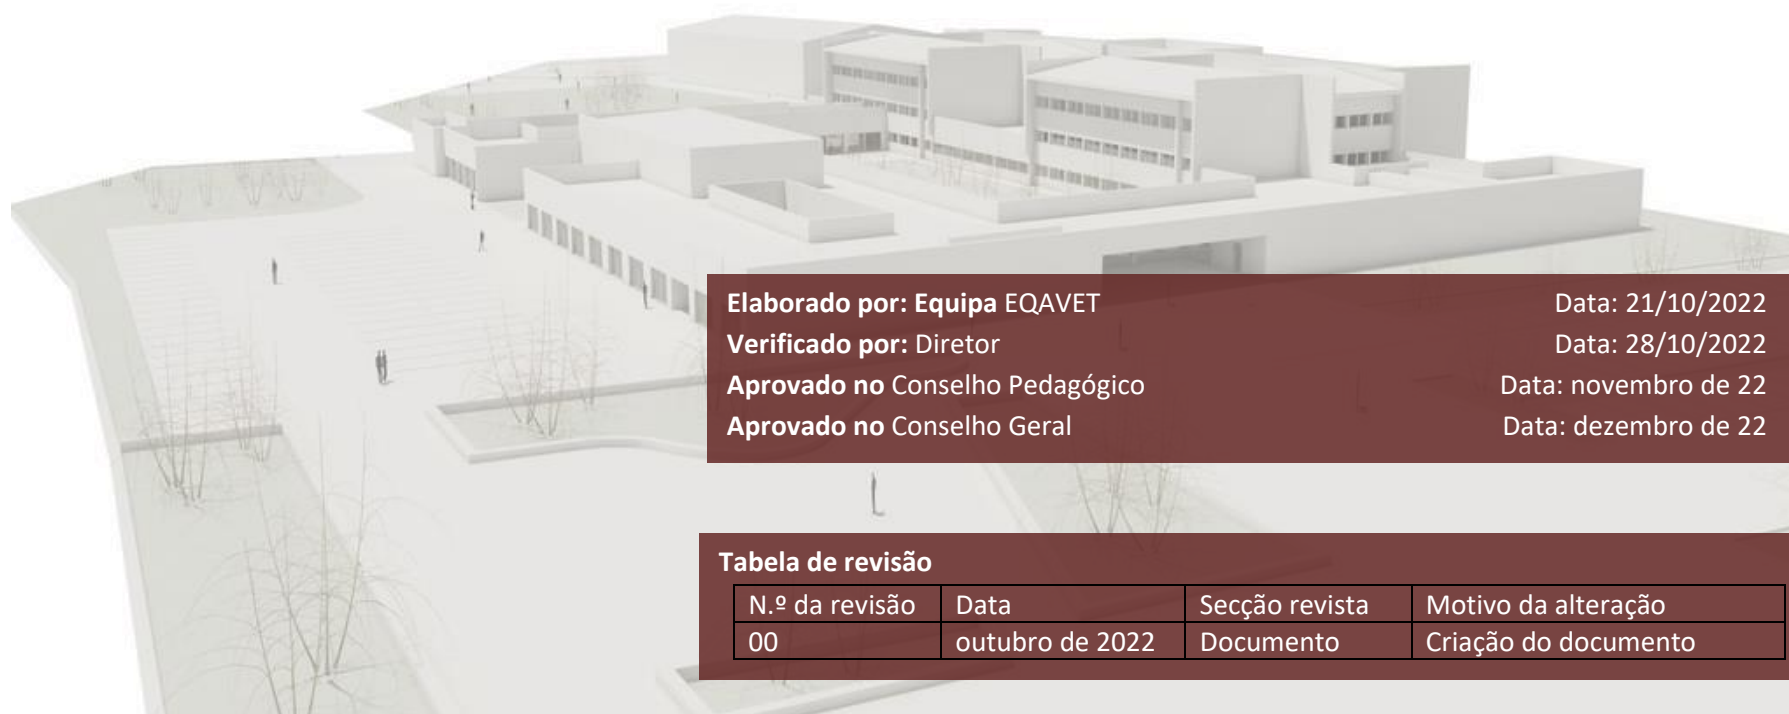 Elaborado por: Equipa EQAVET Data: 21/10/2022
Verificado por: Diretor Data: 28/10/2022
Aprovado no Conselho Pedagógico Data: novembro de 22
Aprovado no Conselho Geral Data: dezembro de 22
Tabela de revisão
N.º da revisão Data Secção revista Motivo da alteração
00 outubro de 2022 Documento Criação do documento